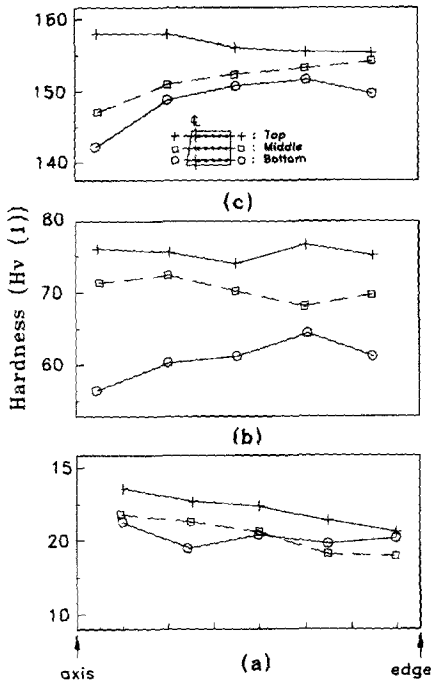 160
150
140
℄
: Top
: Middle
: Bottom
(c)
Hardness (Hv (1))
80
70
60
(b)
15
20
10
axis
(a)
edge